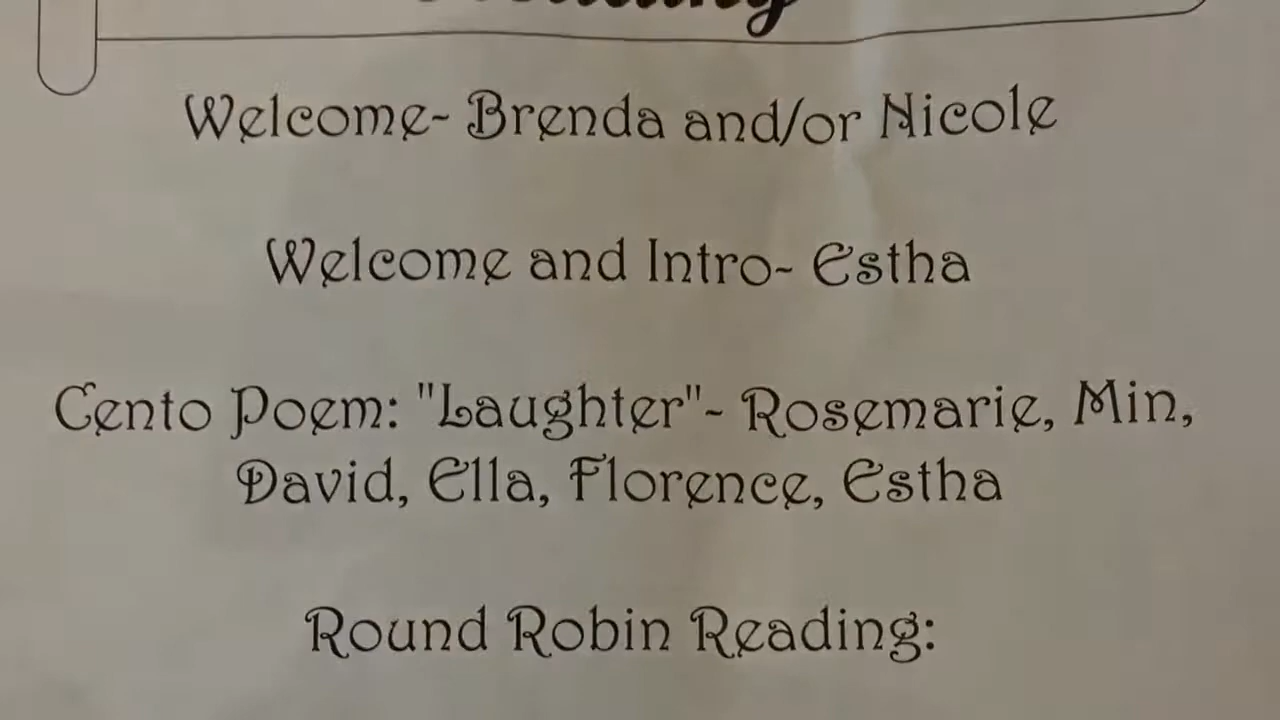 Welcome- Brenda and/or Nicole
Welcome and Intro- Estha
Cento Poem: "Laughter"- Rosemarie, Min,
David, Ella, Florence, Estha
Round Robin Reading: